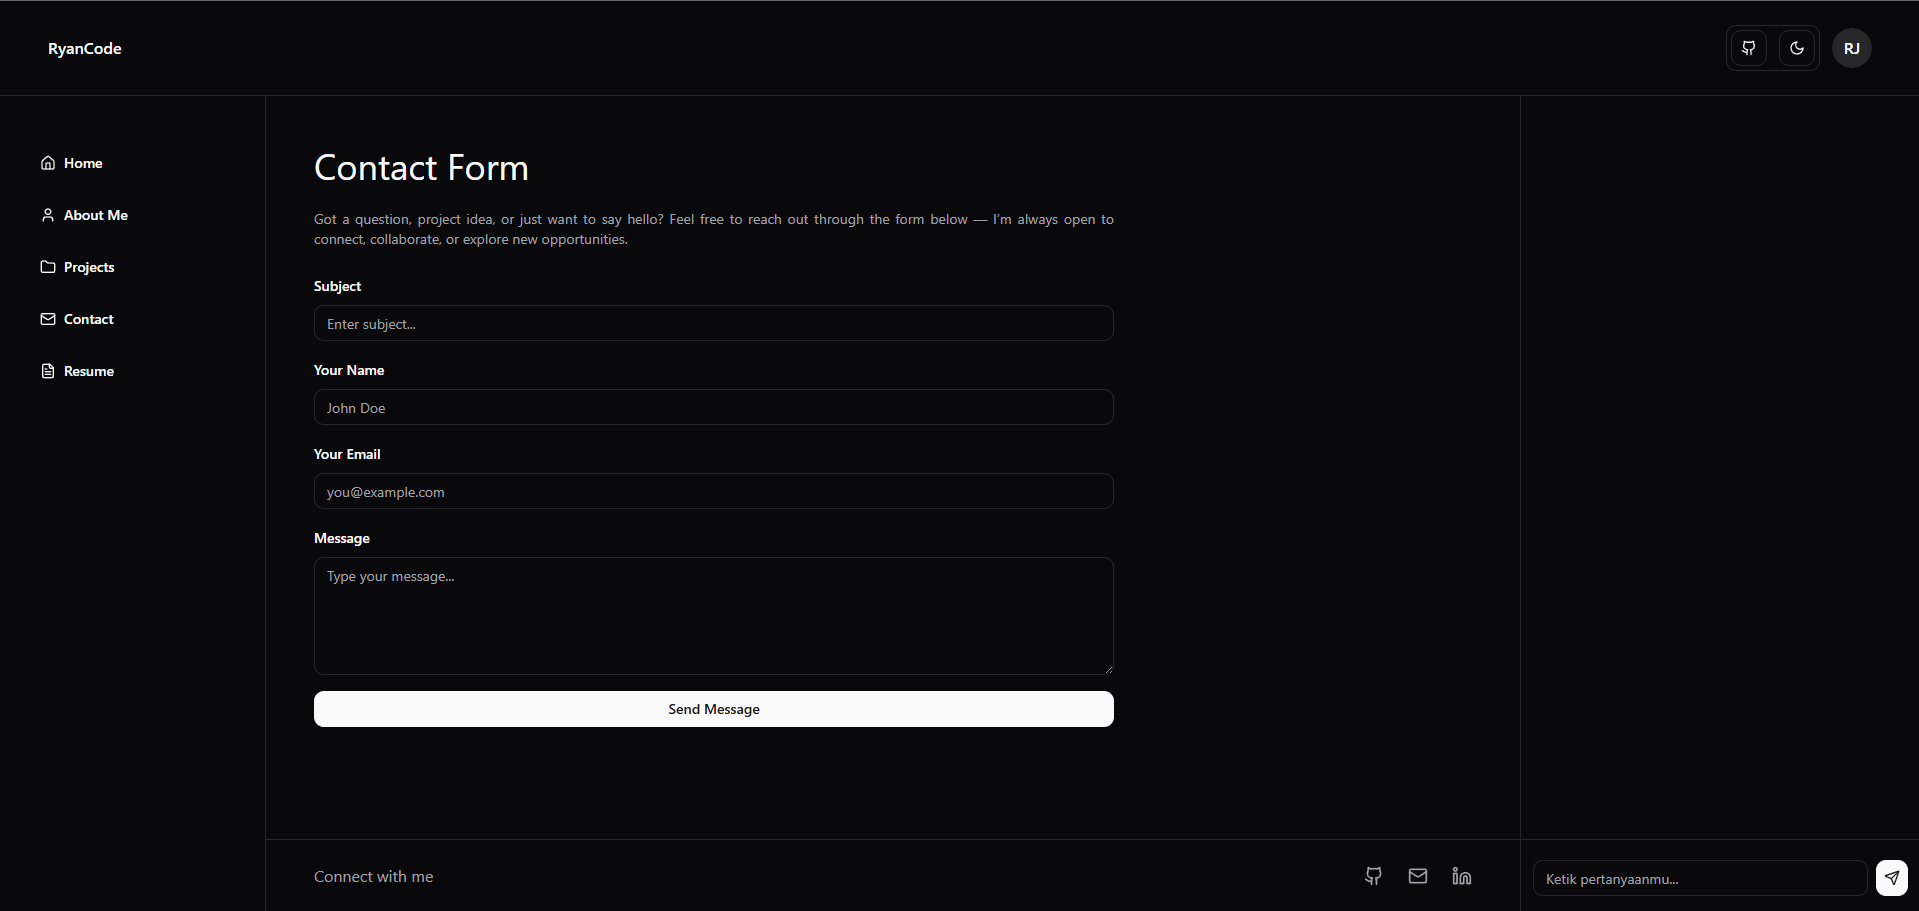 RyanCode
RJ
Home
About Me
Projects
Contact
Resume
Contact Form
Got a question, project idea, or just want to say hello? Feel free to reach out through the form below — I’m always open to
connect, collaborate, or explore new opportunities.
Subject
Enter subject...
Your Name
John Doe
Your Email
you@example.com
Message
Type your message...
Send Message
Connect with me
Ketik pertanyaanmu...